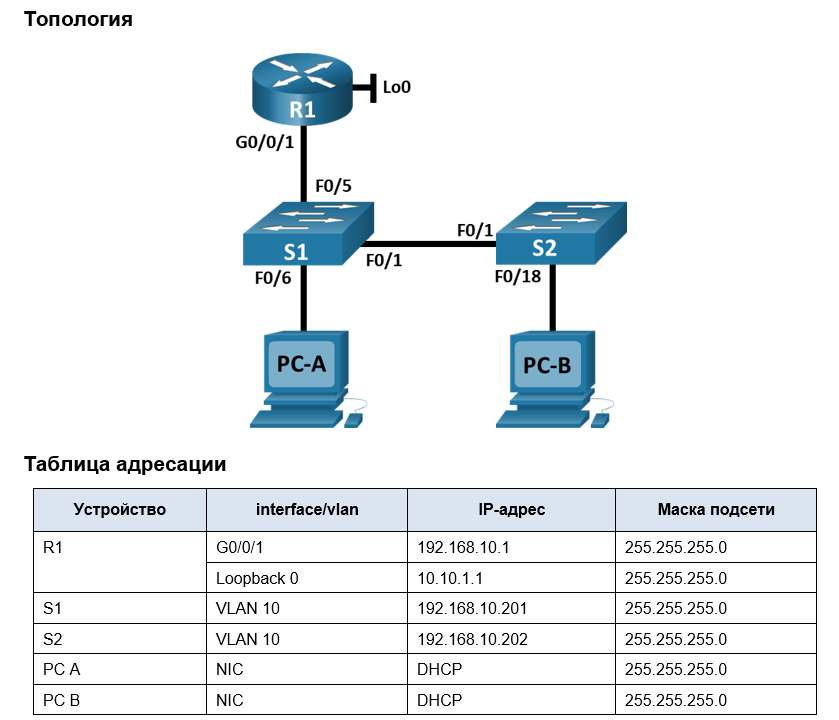 Топология
Lo0
R1
G0/0/1
F0/5
F0/1
S1
S2
F0/1
F0/6
F0/18
PC-A
PC-B
Таблица адресации
Устройство interface/vlan IP-адрес Маска подсети
R1 G0/0/1 192.168.10.1 255.255.255.0
Loopback 0 10.10.1.1 255.255.255.0
S1 VLAN 10 192.168.10.201 255.255.255.0
S2 VLAN 10 192.168.10.202 255.255.255.0
PC A NIC DHCP 255.255.255.0
PC B NIC DHCP 255.255.255.0